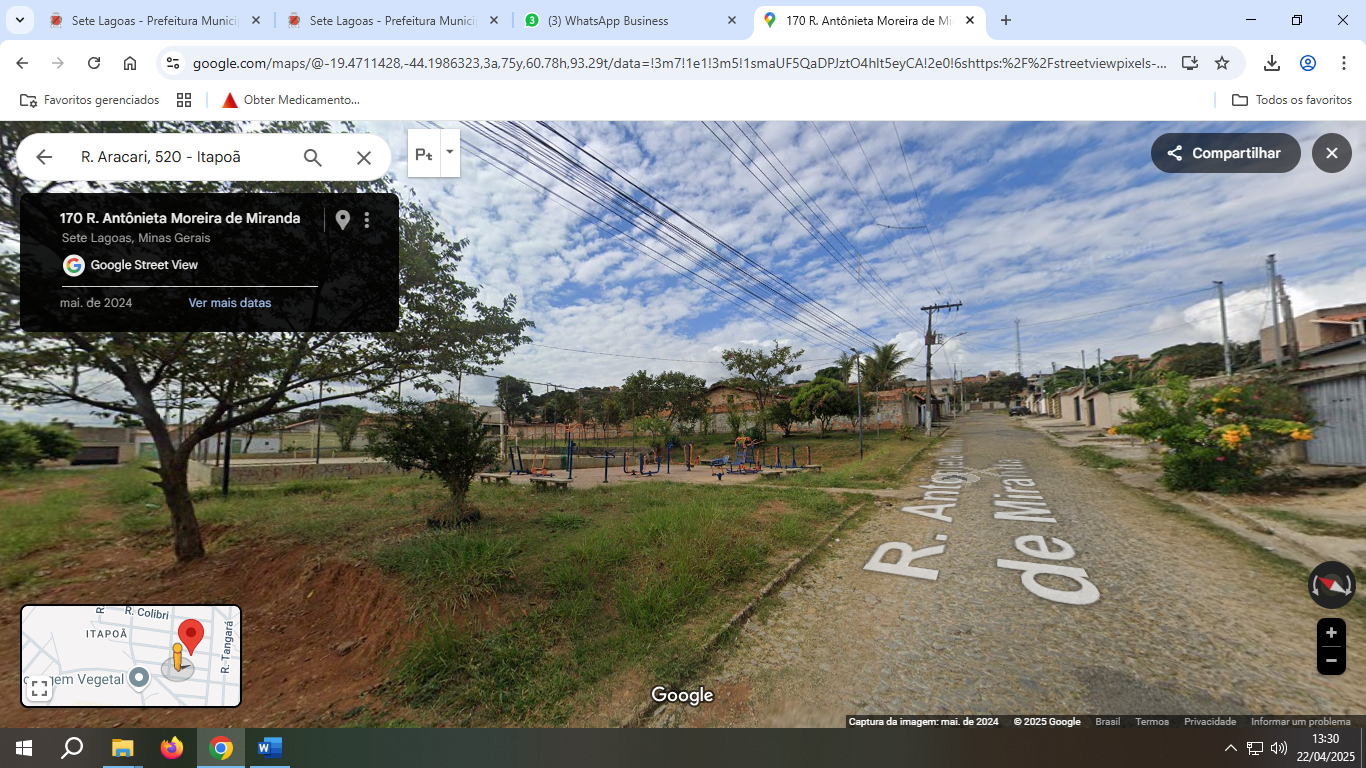 Sete Lagoas - Prefeitura Munici
Sete Lagoas - Prefeitura Munici
(3) WhatsApp Business
170 R. Antônieta Moreira de Mi
google.com/maps/@-19.4711428,-44.1986323,3a,75y,60.78h,93.29t/data=!3m7!1e1!3m5!1smaUF5QaDPJztO4hlt5eyCA!2e0!6shttps:%2F%2Fstreetviewpixels-...
Favoritos gerenciados
Obter Medicamento...
Todos os favoritos
R. Aracari, 520 - Itapoã
Compartilhar
170 R. Antônieta Moreira de Miranda
Sete Lagoas, Minas Gerais
Google Street View
mai. de 2024
Ver mais datas
R. Antônieta
de Miranda
R. Colibri
ITAPOÃ
R. Tangará
agem Vegetal
Google
Captura da imagem: mai. de 2024
© 2025 Google
Brasil
Termos
Privacidade
Informar um problema
13:30
22/04/2025